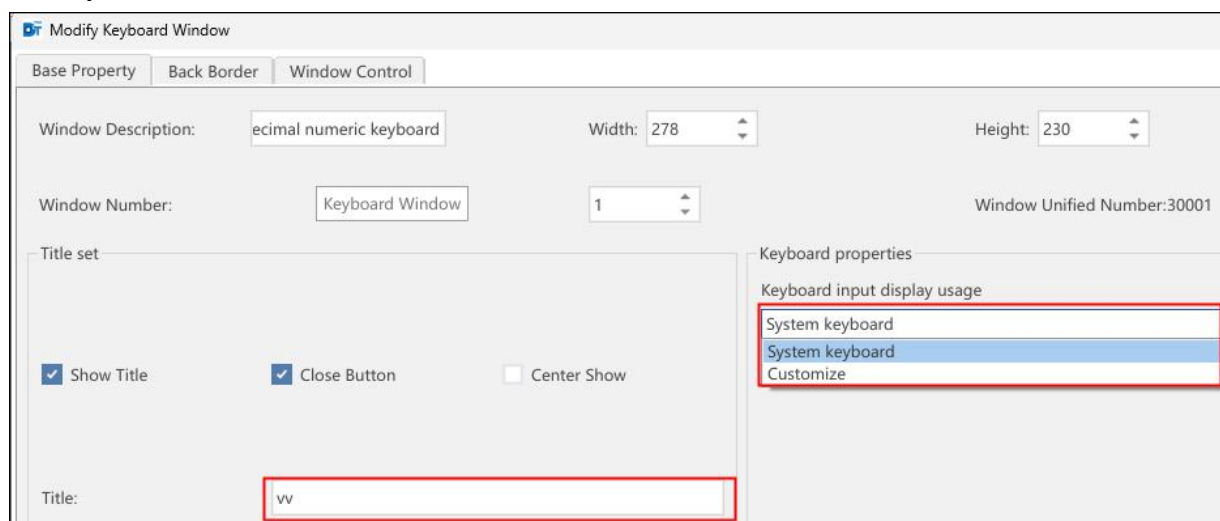 DT Modify Keyboard Window
Base Property Back Border Window Control
Window Description: ecimal numeric keyboard Width: 278 Height: 230
Window Number: Keyboard Window 1 Window Unified Number:30001
Title set Keyboard properties
Keyboard input display usage
System keyboard
System keyboard
Show Title Close Button Center Show Customize
Title: vv